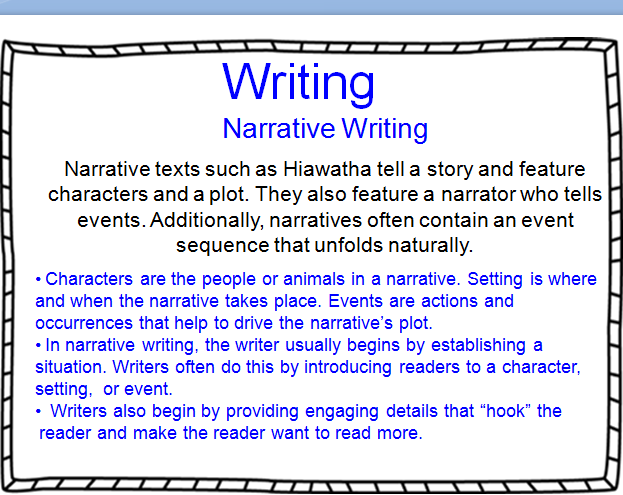 Writing
Narrative Writing
Narrative texts such as Hiawatha tell a story and feature
characters and a plot. They also feature a narrator who tells
events. Additionally, narratives often contain an event
sequence that unfolds naturally.
• Characters are the people or animals in a narrative. Setting is where
and when the narrative takes place. Events are actions and
occurrences that help to drive the narrative’s plot.
• In narrative writing, the writer usually begins by establishing a
situation. Writers often do this by introducing readers to a character,
setting, or event.
• Writers also begin by providing engaging details that “hook” the
reader and make the reader want to read more.